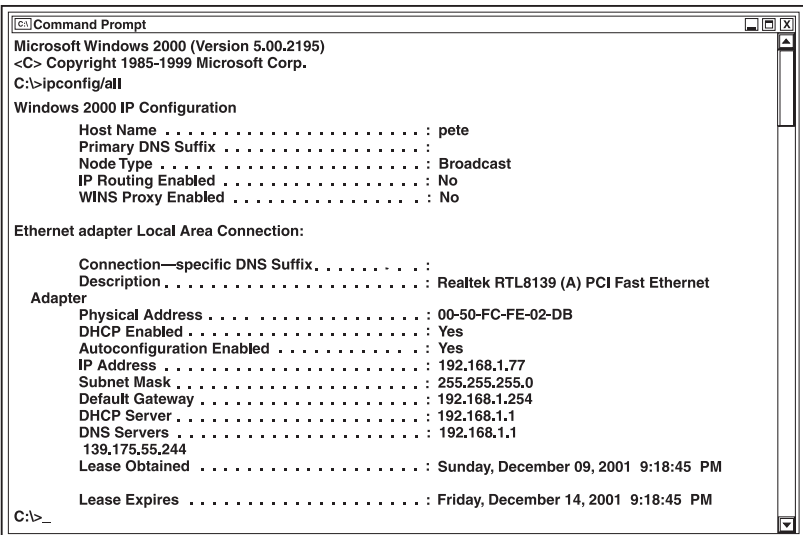 C:\ Command Prompt
Microsoft Windows 2000 (Version 5.00.2195)
<C> Copyright 1985-1999 Microsoft Corp.
C:\>ipconfig/all
Windows 2000 IP Configuration
Host Name . . . . . . . . . . . . . . . . . . . . . . . : pete
Primary DNS Suffix . . . . . . . . . . . . . . . . . . :
Node Type . . . . . . . . . . . . . . . . . . . . . . . : Broadcast
IP Routing Enabled . . . . . . . . . . . . . . . . . . : No
WINS Proxy Enabled . . . . . . . . . . . . . . . . . : No
Ethernet adapter Local Area Connection:
Connection—specific DNS Suffix. . . . . . . . . :
Description . . . . . . . . . . . . . . . . . . . . . . . : Realtek RTL8139 (A) PCI Fast Ethernet
Adapter
Physical Address . . . . . . . . . . . . . . . . . . . . : 00-50-FC-FE-02-DB
DHCP Enabled . . . . . . . . . . . . . . . . . . . . . : Yes
Autoconfiguration Enabled . . . . . . . . . . . . : Yes
IP Address . . . . . . . . . . . . . . . . . . . . . . . : 192.168.1.77
Subnet Mask . . . . . . . . . . . . . . . . . . . . . . : 255.255.255.0
Default Gateway . . . . . . . . . . . . . . . . . . . . : 192.168.1.254
DHCP Server . . . . . . . . . . . . . . . . . . . . . . : 192.168.1.1
DNS Servers . . . . . . . . . . . . . . . . . . . . . . : 192.168.1.1
139.175.55.244
Lease Obtained . . . . . . . . . . . . . . . . . . . . : Sunday, December 09, 2001 9:18:45 PM
Lease Expires . . . . . . . . . . . . . . . . . . . . . : Friday, December 14, 2001 9:18:45 PM
C:\>_